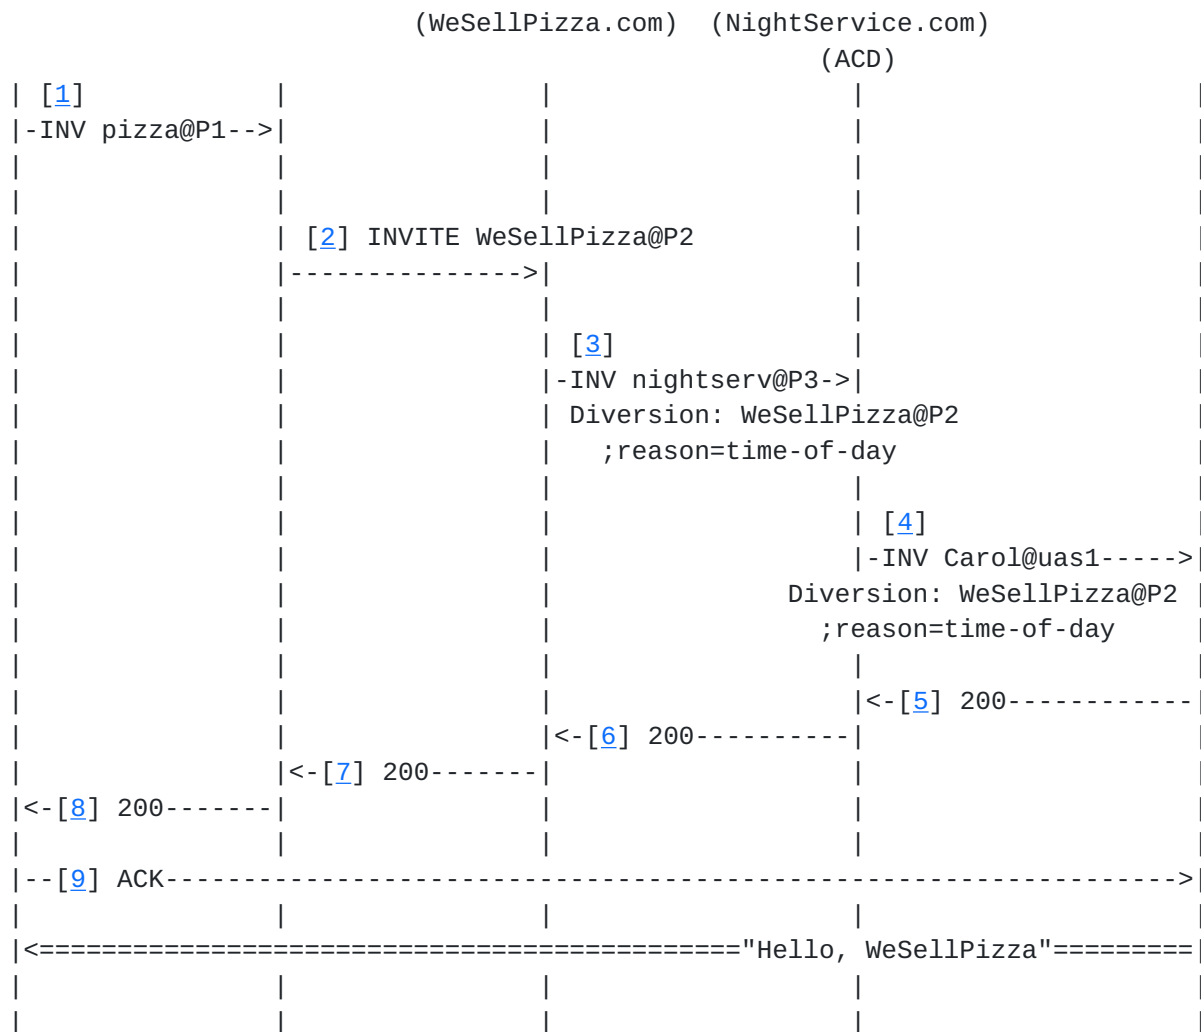 (WeSellPizza.com)  (NightService.com)
(ACD)
| [1]            |                |                   |                     |
|-INV pizza@P1-->|                |                   |                     |
|                |                |                   |                     |
|                |                |                   |                     |
|                | [2] INVITE WeSellPizza@P2          |                     |
|                |--------------->|                   |                     |
|                |                |                   |                     |
|                |                | [3]               |                     |
|                |                |-INV nightserv@P3->|                     |
|                |                | Diversion: WeSellPizza@P2               |
|                |                |   ;reason=time-of-day                   |
|                |                |                   |                     |
|                |                |                   | [4]                 |
|                |                |                   |-INV Carol@uas1----->|
|                |                |               Diversion: WeSellPizza@P2 |
|                |                |                 ;reason=time-of-day     |
|                |                |                   |                     |
|                |                |                   |<-[5] 200------------|
|                |                |<-[6] 200----------|                     |
|                |<-[7] 200-------|                   |                     |
|<-[8] 200-------|                |                   |                     |
|                |                |                   |                     |
|--[9] ACK----------------------------------------------------------------->|
|                |                |                   |                     |
|<============================================="Hello, WeSellPizza"=========|
|                |                |                   |                     |
|                |                |                   |                     |